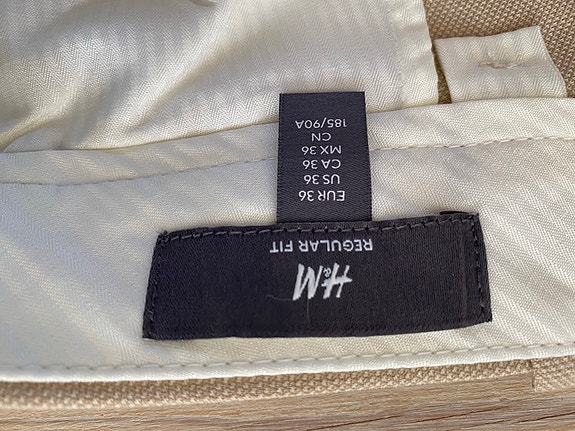 H&M
REGULAR FIT
EUR 36
US 36
CA 36
MX 36
CN
185/90A